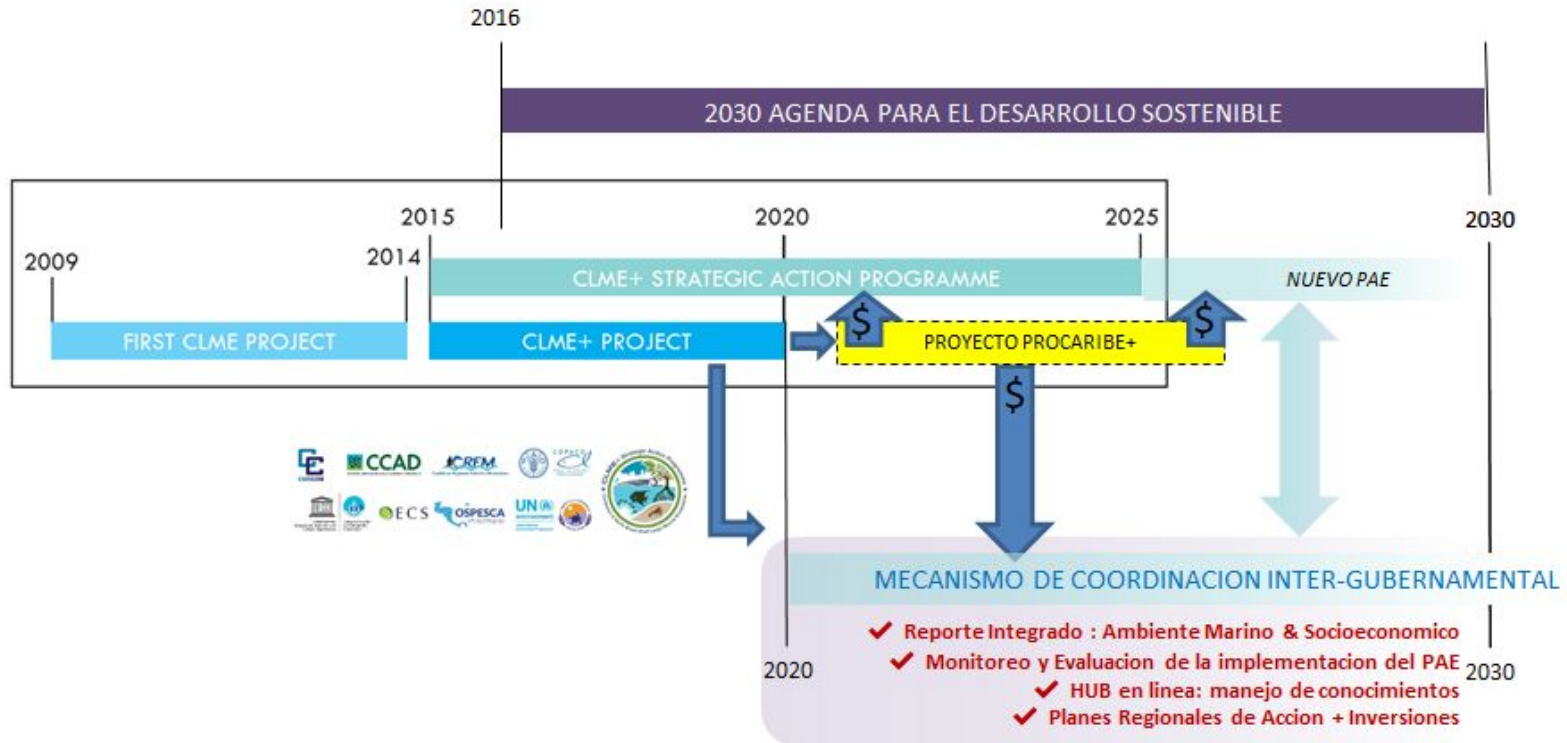 2016
2030 AGENDA PARA EL DESARROLLO SOSTENIBLE
2015
2020
2025
2030
2009
2014
CLME+ STRATEGIC ACTION PROGRAMME
NUEVO PAE
FIRST CLME PROJECT
CLME+ PROJECT
$
PROYECTO PROCARIBE+
$
$
CCAD
CRFM
OECS
OSPESCA
UN
MECANISMO DE COORDINACION INTER-GUBERNAMENTAL
✓ Reporte Integrado : Ambiente Marino & Socioeconomico
✓ Monitoreo y Evaluacion de la implementacion del PAE
✓ HUB en linea: manejo de conocimientos
✓ Planes Regionales de Accion + Inversiones
2020
2030